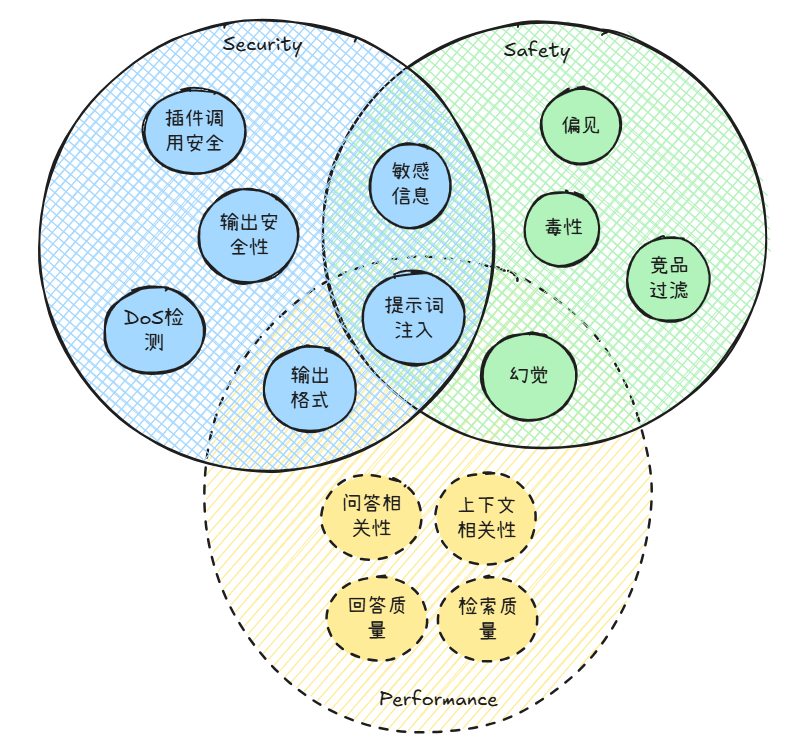 Security
Safety
插件调
用安全
偏见
敏感
信息
输出安
全性
毒性
竞品
过滤
DoS检
测
提示词
注入
输出
格式
幻觉
问答相
关性
上下文
相关性
回答质
量
检索质
量
Performance